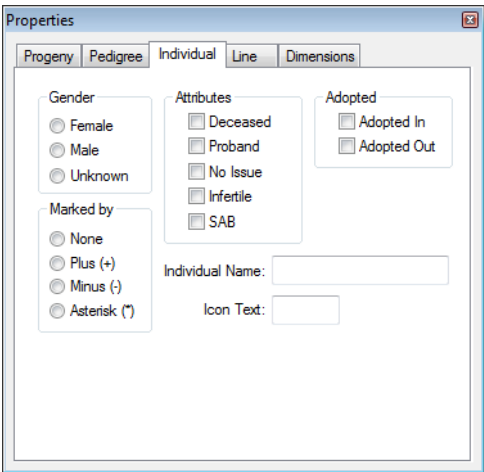 Properties
Progeny Pedigree Individual Line Dimensions
Gender
Female
Male
Unknown
Marked by
None
Plus (+)
Minus (-)
Asterisk (*)
Attributes
Deceased
Proband
No Issue
Infertile
SAB
Adopted
Adopted In
Adopted Out
Individual Name:
Icon Text: